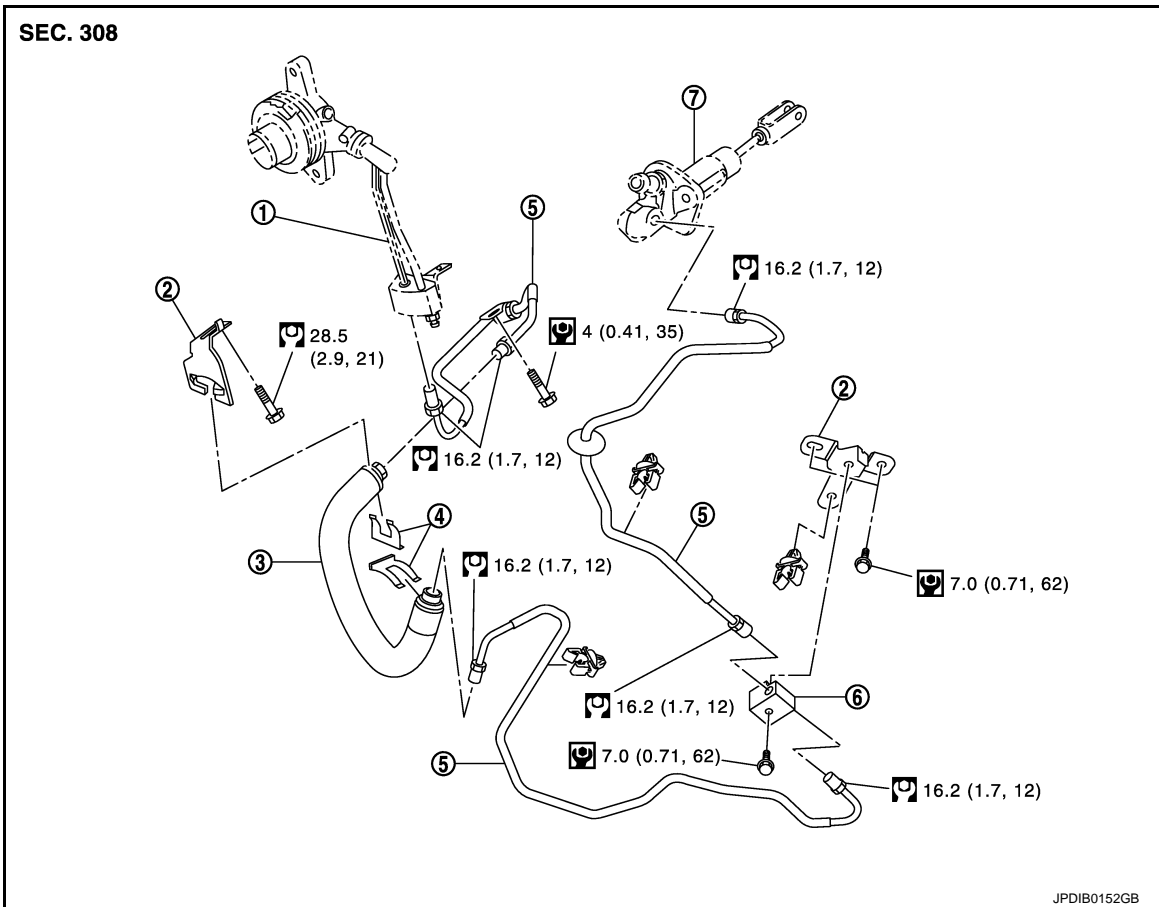 SEC. 308
7
1
5
16.2 (1.7, 12)
2
28.5
(2.9, 21)
4 (0.41, 35)
2
16.2 (1.7, 12)
4
5
3
16.2 (1.7, 12)
7.0 (0.71, 62)
16.2 (1.7, 12)
6
7.0 (0.71, 62)
5
16.2 (1.7, 12)
JPDIB0152GB